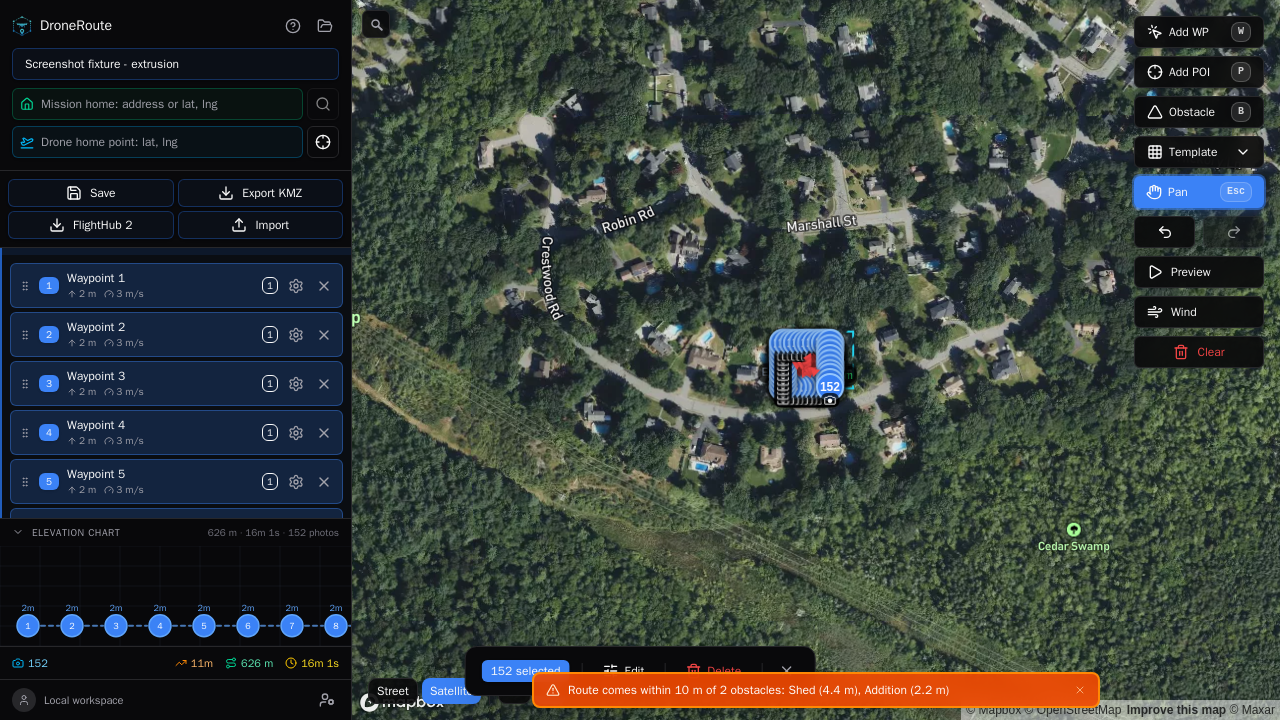 DroneRoute
Screenshot fixture - extrusion
Mission home: address or lat, lng
Drone home point: lat, lng
Save
Export KMZ
FlightHub 2
Import
1
Waypoint 1
2 m
3 m/s
1
2
Waypoint 2
2 m
3 m/s
1
3
Waypoint 3
2 m
3 m/s
1
4
Waypoint 4
2 m
3 m/s
1
5
Waypoint 5
2 m
3 m/s
1
ELEVATION CHART
626 m · 16m 1s · 152 photos
2m 2m 2m 2m 2m 2m 2m 2m
1 2 3 4 5 6 7 8
152
11m
626 m
16m 1s
Local workspace
Robin Rd
Marshall St
Crestwood Rd
p
152
Cedar Swamp
Add WP W
Add POI P
Obstacle B
Template
Pan Esc
Preview
Wind
Clear
152 selected
Edit
Delete
Street
Satellite
Route comes within 10 m of 2 obstacles: Shed (4.4 m), Addition (2.2 m)
mapbox
© Mapbox © OpenStreetMap Improve this map © Maxar